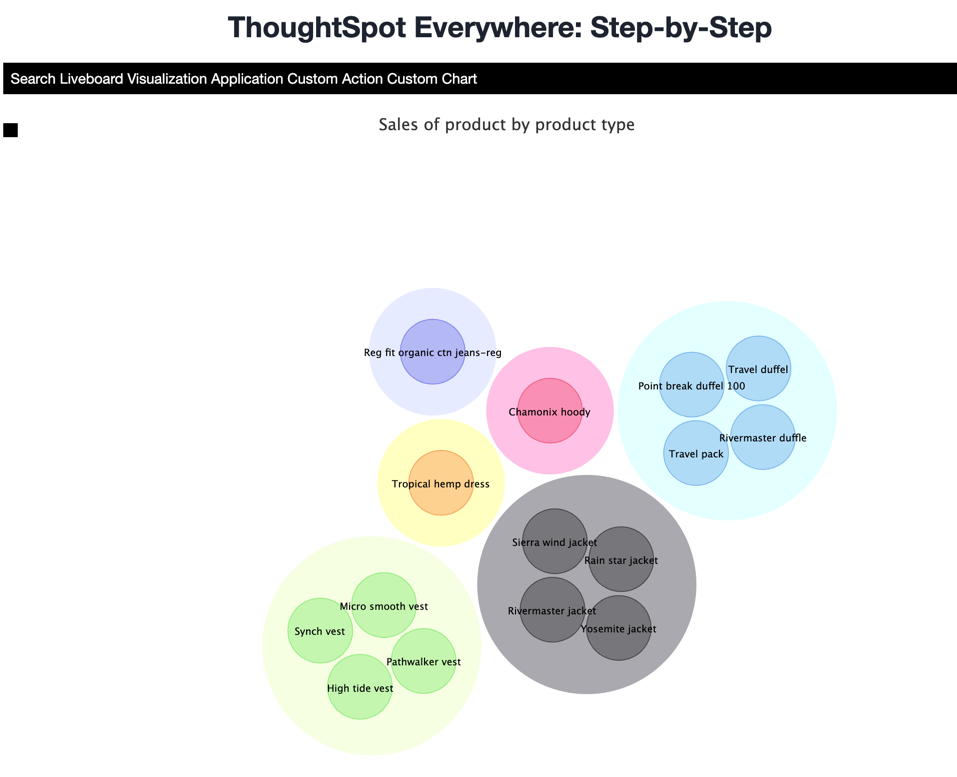 ThoughtSpot Everywhere: Step-by-Step
Search Liveboard Visualization Application Custom Action Custom Chart
Sales of product by product type
Reg fit organic ctn jeans-reg
Chamonix hoody
Travel duffel
Point break duffel 100
Rivermaster duffle
Travel pack
Tropical hemp dress
Sierra wind jacket
Rain star jacket
Rivermaster jacket
Yosemite jacket
Micro smooth vest
Synch vest
Pathwalker vest
High tide vest